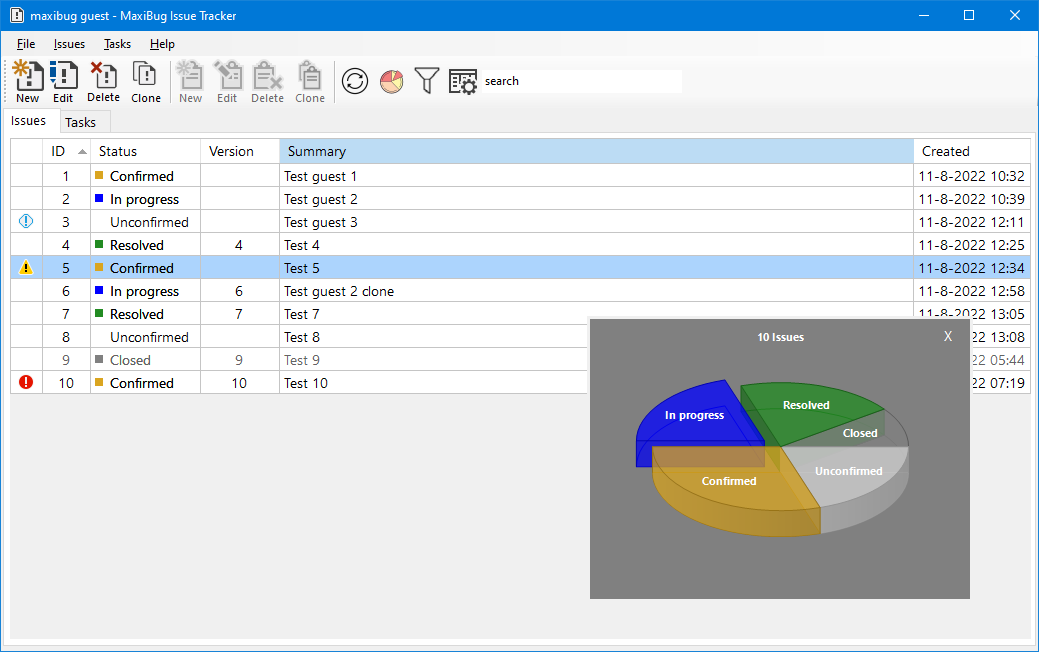 maxibug guest - MaxiBug Issue Tracker
File Issues Tasks Help
New Edit Delete Clone New Edit Delete Clone search
Issues Tasks
ID Status Version Summary Created
1 Confirmed Test guest 1 11-8-2022 10:32
2 In progress Test guest 2 11-8-2022 10:39
3 Unconfirmed Test guest 3 11-8-2022 12:11
4 Resolved 4 Test 4 11-8-2022 12:25
5 Confirmed Test 5 11-8-2022 12:34
6 In progress 6 Test guest 2 clone 11-8-2022 12:58
7 Resolved 7 Test 7 11-8-2022 13:05
8 Unconfirmed Test 8 22 13:08
9 Closed 9 Test 9 22 05:44
10 Confirmed 10 Test 10 22 07:19
10 Issues X
In progress
Resolved
Closed
Unconfirmed
Confirmed